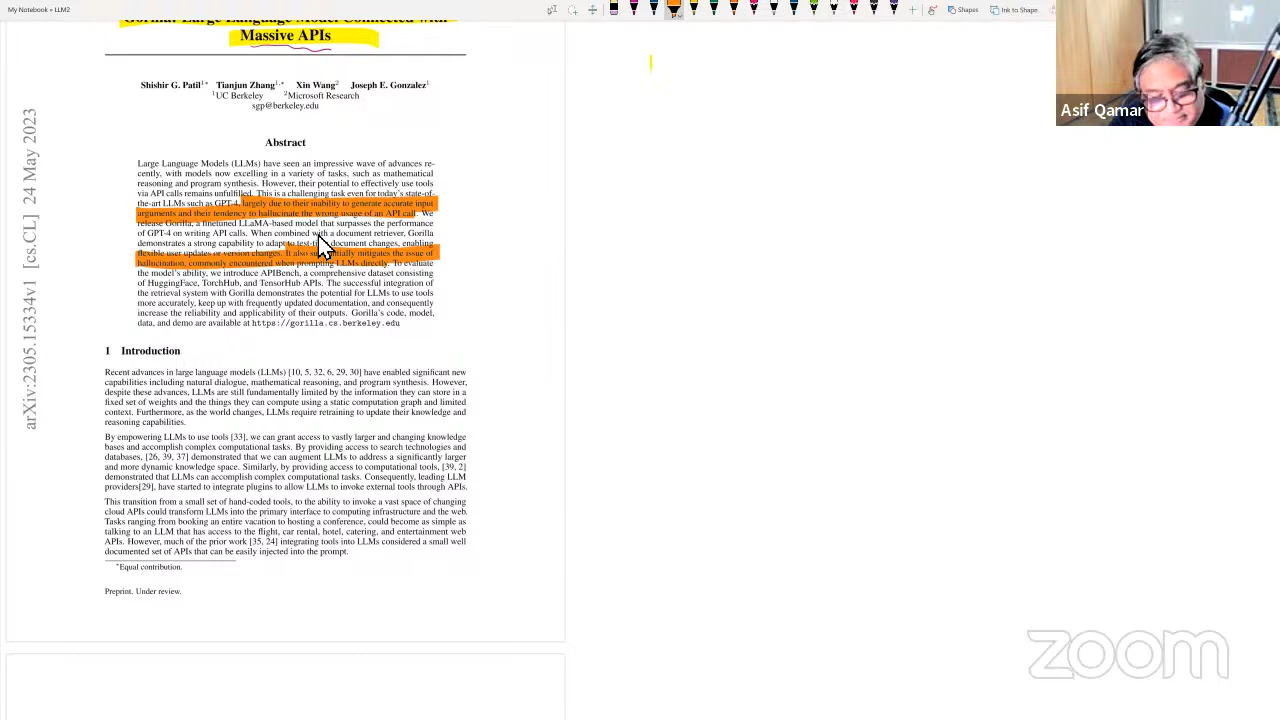 My Notebook » LLM2
Shapes
Ink to Shape
Gorilla: Large Language Model Connected with
Massive APIs
Shishir G. Patil1∗ Tianjun Zhang1,∗ Xin Wang2 Joseph E. Gonzalez1
1UC Berkeley 2Microsoft Research
sgp@berkeley.edu
Abstract
Large Language Models (LLMs) have seen an impressive wave of advances re-
cently, with models now excelling in a variety of tasks, such as mathematical
reasoning and program synthesis. However, their potential to effectively use tools
via API calls remains unfulfilled. This is a challenging task even for today's state-of-
the-art LLMs such as GPT-4, largely due to their inability to generate accurate input
arguments and their tendency to hallucinate the wrong usage of an API call. We
release Gorilla, a finetuned LLaMA-based model that surpasses the performance
of GPT-4 on writing API calls. When combined with a document retriever, Gorilla
demonstrates a strong capability to adapt to test-ti document changes, enabling
flexible user updates or version changes. It also su tially mitigates the issue of
hallucination, commonly encountered when prompting LLMs directly. To evaluate
the model's ability, we introduce APIBench, a comprehensive dataset consisting
of HuggingFace, TorchHub, and TensorHub APIs. The successful integration of
the retrieval system with Gorilla demonstrates the potential for LLMs to use tools
more accurately, keep up with frequently updated documentation, and consequently
increase the reliability and applicability of their outputs. Gorilla's code, model,
data, and demo are available at https://gorilla.cs.berkeley.edu
1 Introduction
Recent advances in large language models (LLMs) [10, 5, 32, 6, 29, 30] have enabled significant new
capabilities including natural dialogue, mathematical reasoning, and program synthesis. However,
despite these advances, LLMs are still fundamentally limited by the information they can store in a
fixed set of weights and the things they can compute using a static computation graph and limited
context. Furthermore, as the world changes, LLMs require retraining to update their knowledge and
reasoning capabilities.
By empowering LLMs to use tools [33], we can grant access to vastly larger and changing knowledge
bases and accomplish complex computational tasks. By providing access to search technologies and
databases, [26, 39, 37] demonstrated that we can augment LLMs to address a significantly larger
and more dynamic knowledge space. Similarly, by providing access to computational tools, [39, 2]
demonstrated that LLMs can accomplish complex computational tasks. Consequently, leading LLM
providers[29], have started to integrate plugins to allow LLMs to invoke external tools through APIs.
This transition from a small set of hand-coded tools, to the ability to invoke a vast space of changing
cloud APIs could transform LLMs into the primary interface to computing infrastructure and the web.
Tasks ranging from booking an entire vacation to hosting a conference, could become as simple as
talking to an LLM that has access to the flight, car rental, hotel, catering, and entertainment web
APIs. However, much of the prior work [35, 24] integrating tools into LLMs considered a small well
documented set of APIs that can be easily injected into the prompt.
∗Equal contribution.
Preprint. Under review.
arXiv:2305.15334v1 [cs.CL] 24 May 2023
Asif Qamar
zoom